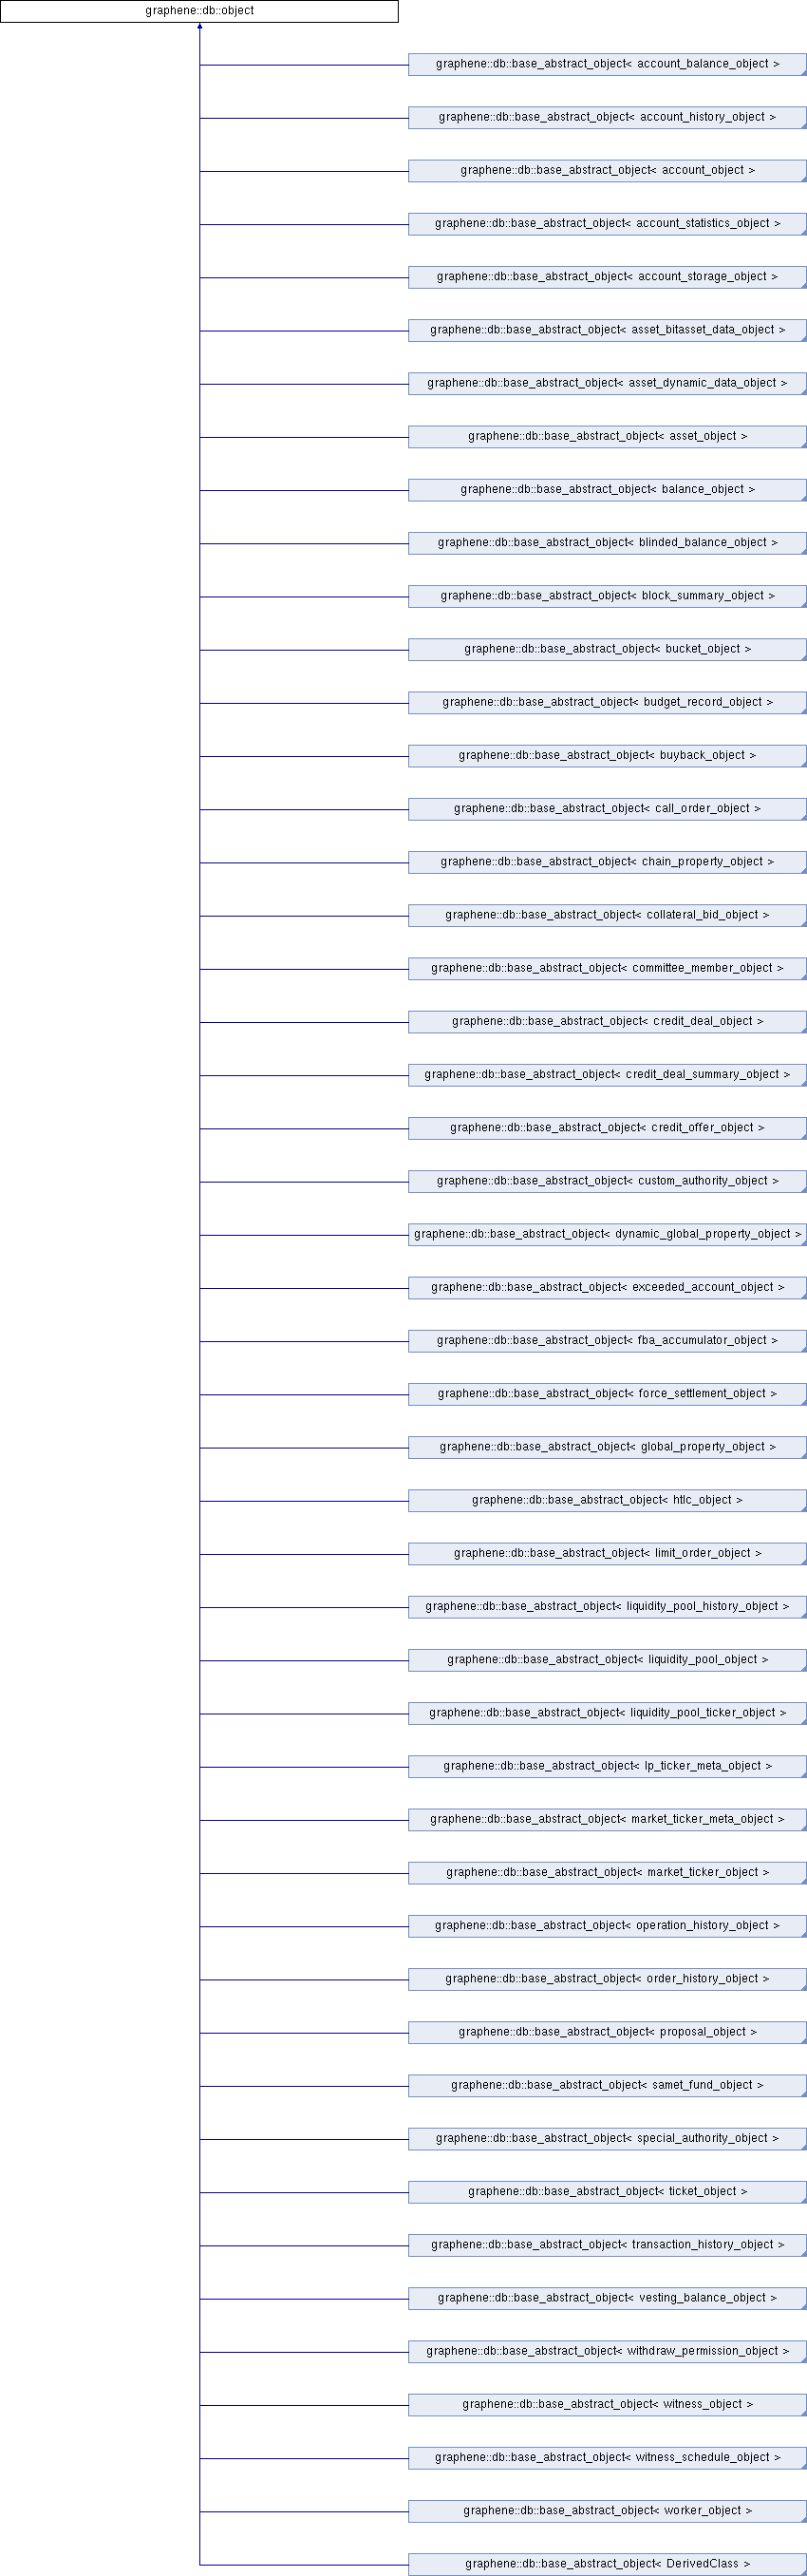 graphene::db::object
graphene::db::base_abstract_object< account_balance_object >
graphene::db::base_abstract_object< account_history_object >
graphene::db::base_abstract_object< account_object >
graphene::db::base_abstract_object< account_statistics_object >
graphene::db::base_abstract_object< account_storage_object >
graphene::db::base_abstract_object< asset_bitasset_data_object >
graphene::db::base_abstract_object< asset_dynamic_data_object >
graphene::db::base_abstract_object< asset_object >
graphene::db::base_abstract_object< balance_object >
graphene::db::base_abstract_object< blinded_balance_object >
graphene::db::base_abstract_object< block_summary_object >
graphene::db::base_abstract_object< bucket_object >
graphene::db::base_abstract_object< budget_record_object >
graphene::db::base_abstract_object< buyback_object >
graphene::db::base_abstract_object< call_order_object >
graphene::db::base_abstract_object< chain_property_object >
graphene::db::base_abstract_object< collateral_bid_object >
graphene::db::base_abstract_object< committee_member_object >
graphene::db::base_abstract_object< credit_deal_object >
graphene::db::base_abstract_object< credit_deal_summary_object >
graphene::db::base_abstract_object< credit_offer_object >
graphene::db::base_abstract_object< custom_authority_object >
graphene::db::base_abstract_object< dynamic_global_property_object >
graphene::db::base_abstract_object< exceeded_account_object >
graphene::db::base_abstract_object< fba_accumulator_object >
graphene::db::base_abstract_object< force_settlement_object >
graphene::db::base_abstract_object< global_property_object >
graphene::db::base_abstract_object< htlc_object >
graphene::db::base_abstract_object< limit_order_object >
graphene::db::base_abstract_object< liquidity_pool_history_object >
graphene::db::base_abstract_object< liquidity_pool_object >
graphene::db::base_abstract_object< liquidity_pool_ticker_object >
graphene::db::base_abstract_object< lp_ticker_meta_object >
graphene::db::base_abstract_object< market_ticker_meta_object >
graphene::db::base_abstract_object< market_ticker_object >
graphene::db::base_abstract_object< operation_history_object >
graphene::db::base_abstract_object< order_history_object >
graphene::db::base_abstract_object< proposal_object >
graphene::db::base_abstract_object< samet_fund_object >
graphene::db::base_abstract_object< special_authority_object >
graphene::db::base_abstract_object< ticket_object >
graphene::db::base_abstract_object< transaction_history_object >
graphene::db::base_abstract_object< vesting_balance_object >
graphene::db::base_abstract_object< withdraw_permission_object >
graphene::db::base_abstract_object< witness_object >
graphene::db::base_abstract_object< witness_schedule_object >
graphene::db::base_abstract_object< worker_object >
graphene::db::base_abstract_object< DerivedClass >